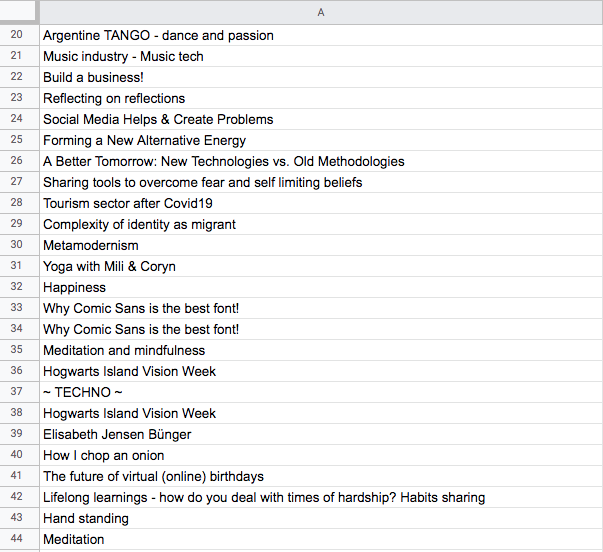 A
20 Argentine TANGO - dance and passion
21 Music industry - Music tech
22 Build a business!
23 Reflecting on reflections
24 Social Media Helps & Create Problems
25 Forming a New Alternative Energy
26 A Better Tomorrow: New Technologies vs. Old Methodologies
27 Sharing tools to overcome fear and self limiting beliefs
28 Tourism sector after Covid19
29 Complexity of identity as migrant
30 Metamodernism
31 Yoga with Mili & Coryn
32 Happiness
33 Why Comic Sans is the best font!
34 Why Comic Sans is the best font!
35 Meditation and mindfulness
36 Hogwarts Island Vision Week
37 ~ TECHNO ~
38 Hogwarts Island Vision Week
39 Elisabeth Jensen Bünger
40 How I chop an onion
41 The future of virtual (online) birthdays
42 Lifelong learnings - how do you deal with times of hardship? Habits sharing
43 Hand standing
44 Meditation